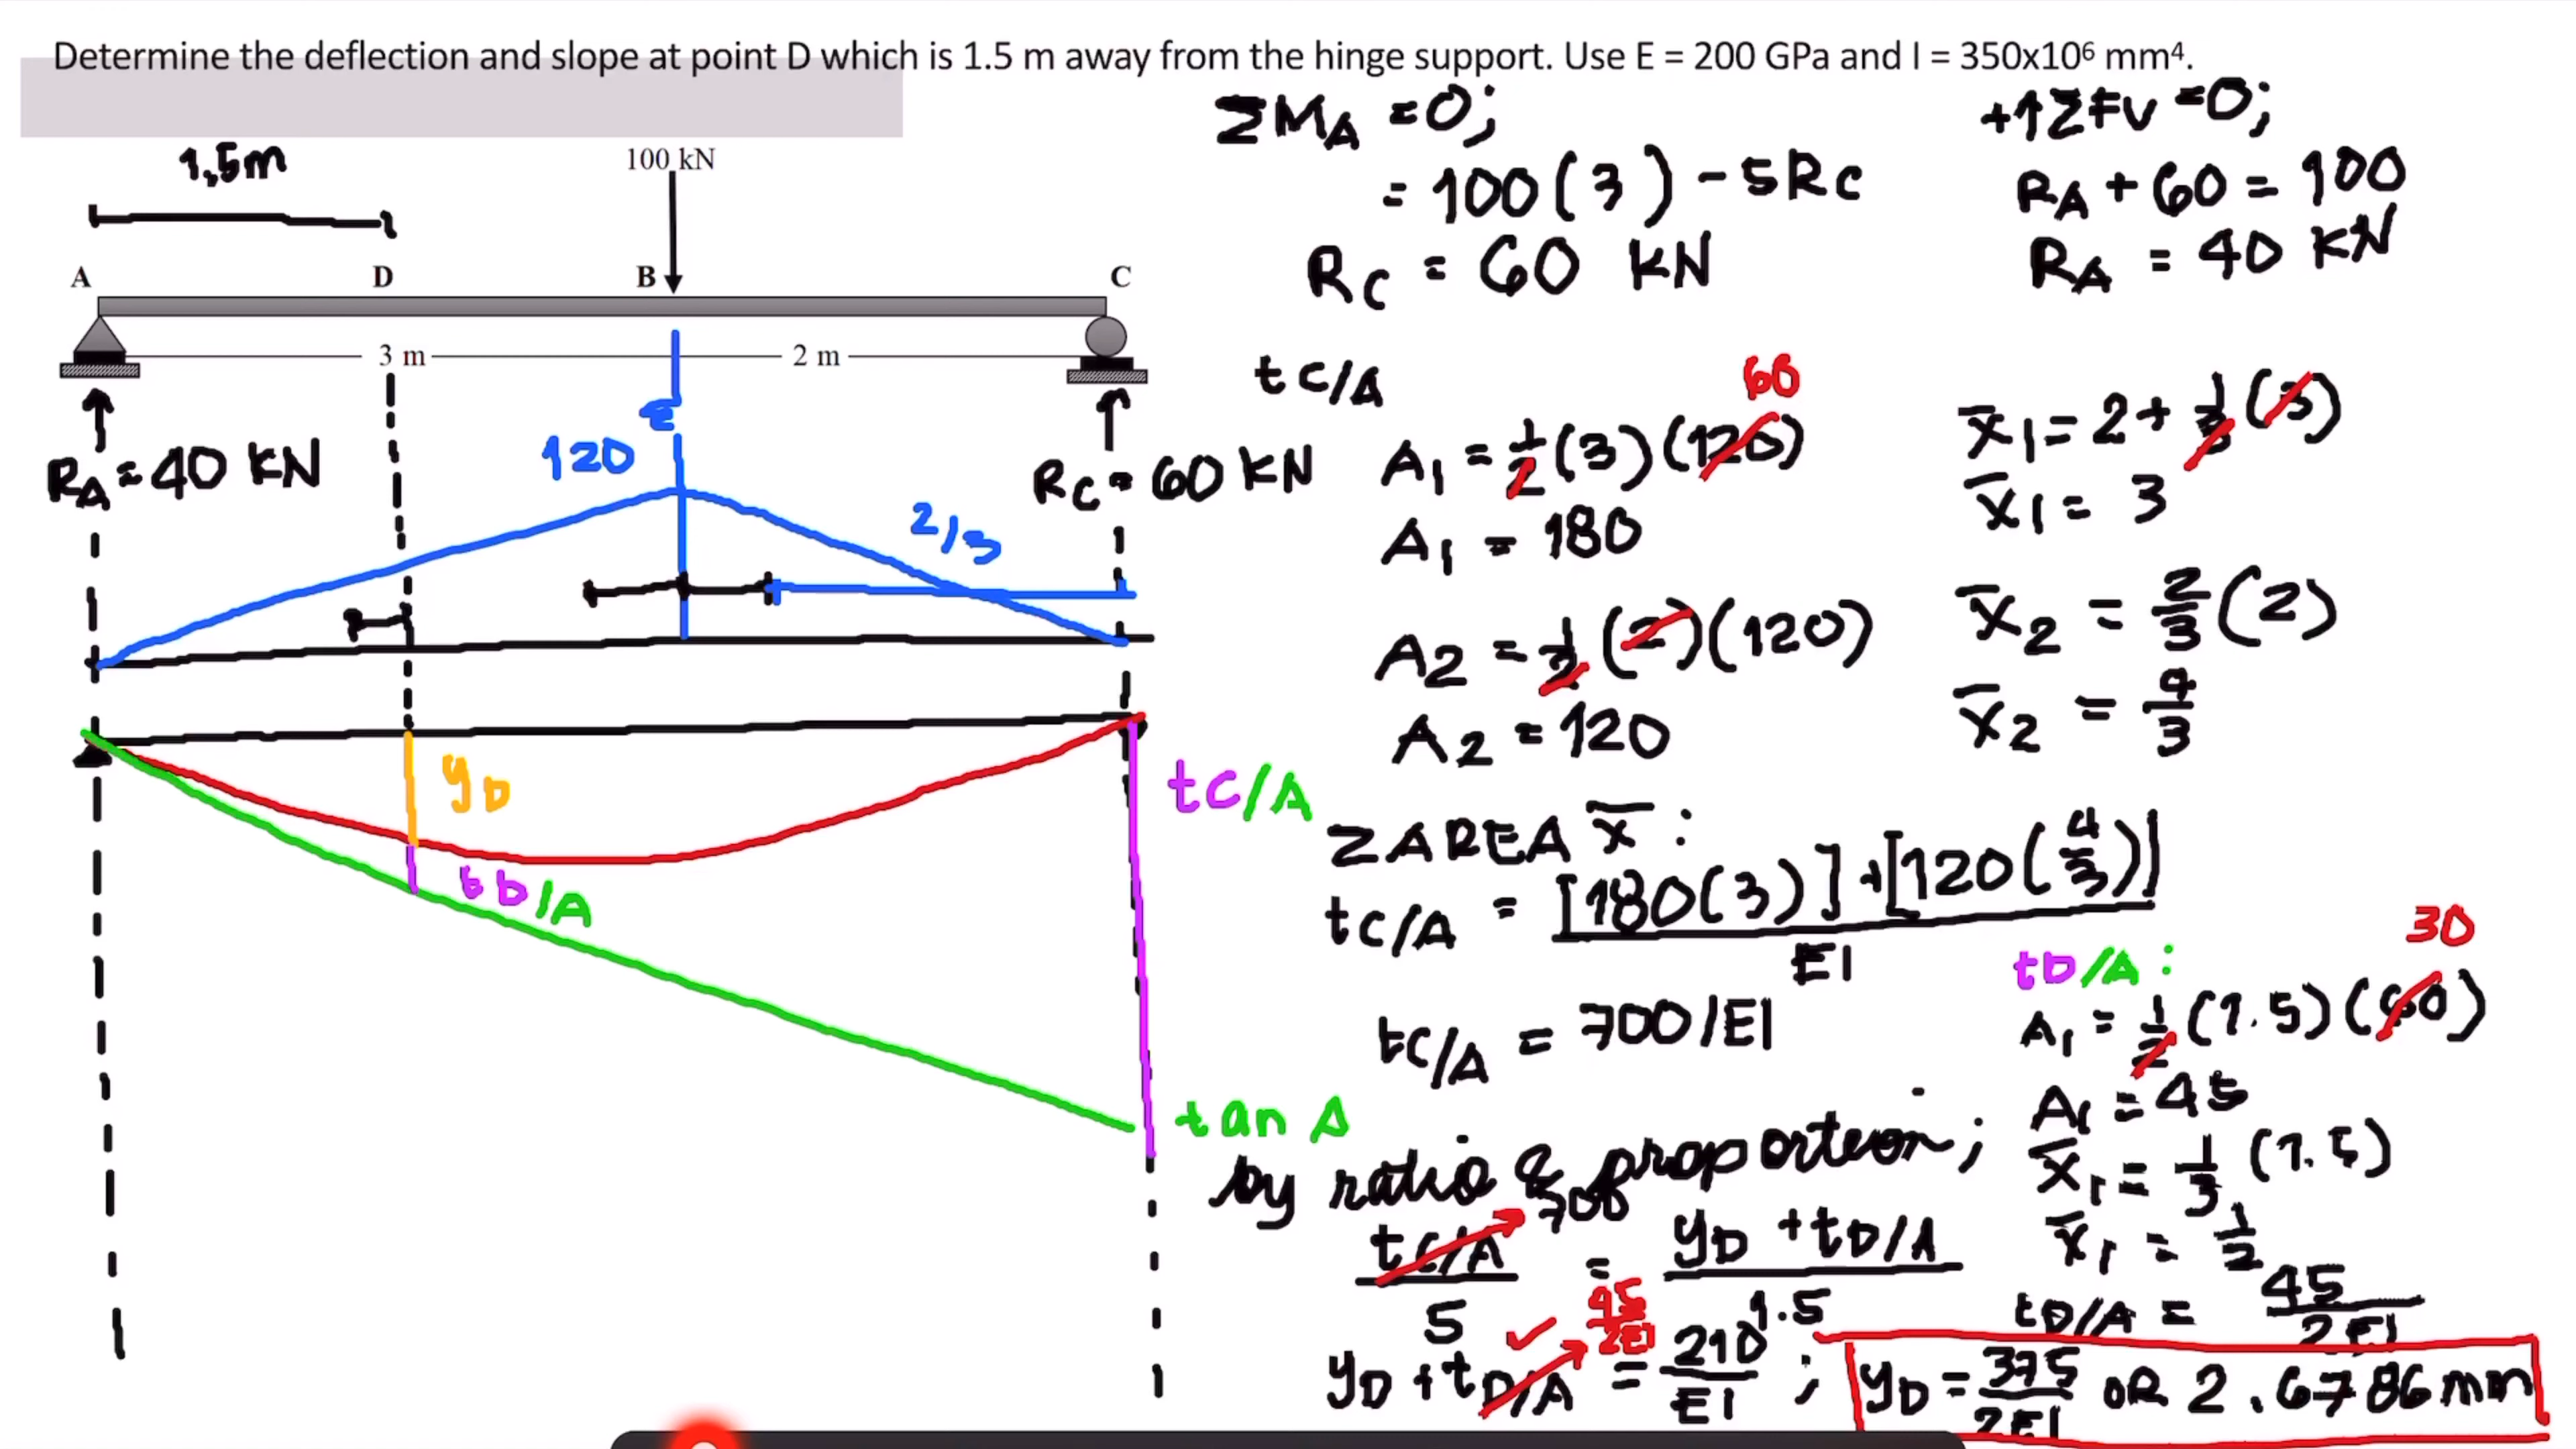 Determine the deflection and slope at point D which is 1.5 m away from the hinge support. Use E = 200 GPa and I = 350x10⁶ mm⁴.
1.5m
100 kN
A D B C
3 m 2 m
RA = 40 KN
RC = 60 KN
120
2/3
yD
tD/A
tC/A
tan A
ΣMA = 0;
= 100(3) - 5RC
RC = 60 KN
+↑ΣFV = 0;
RA + 60 = 100
RA = 40 KN
tC/A
60
A1 = 1/2 (3)(120)
A1 = 180
x̄1 = 2 + 1/3 (3)
x̄1 = 3
A2 = 1/2 (2)(120)
A2 = 120
x̄2 = 2/3 (2)
x̄2 = 4/3
ΣAREA x̄ :
tC/A = [180(3)] + [120(4/3)] / EI
tC/A = 700/EI
by ratio & proportion;
tC/A 700 / 5 = yD + tD/A / 1.5
yD + tD/A 45/2EI = 210/EI ;
tD/A :
30
A1 = 1/2 (1.5)(60)
A1 = 45
x̄1 = 1/3 (1.5)
x̄1 = 1/2
tD/A = 45/2EI
yD = 375/2EI OR 2.6786 mm